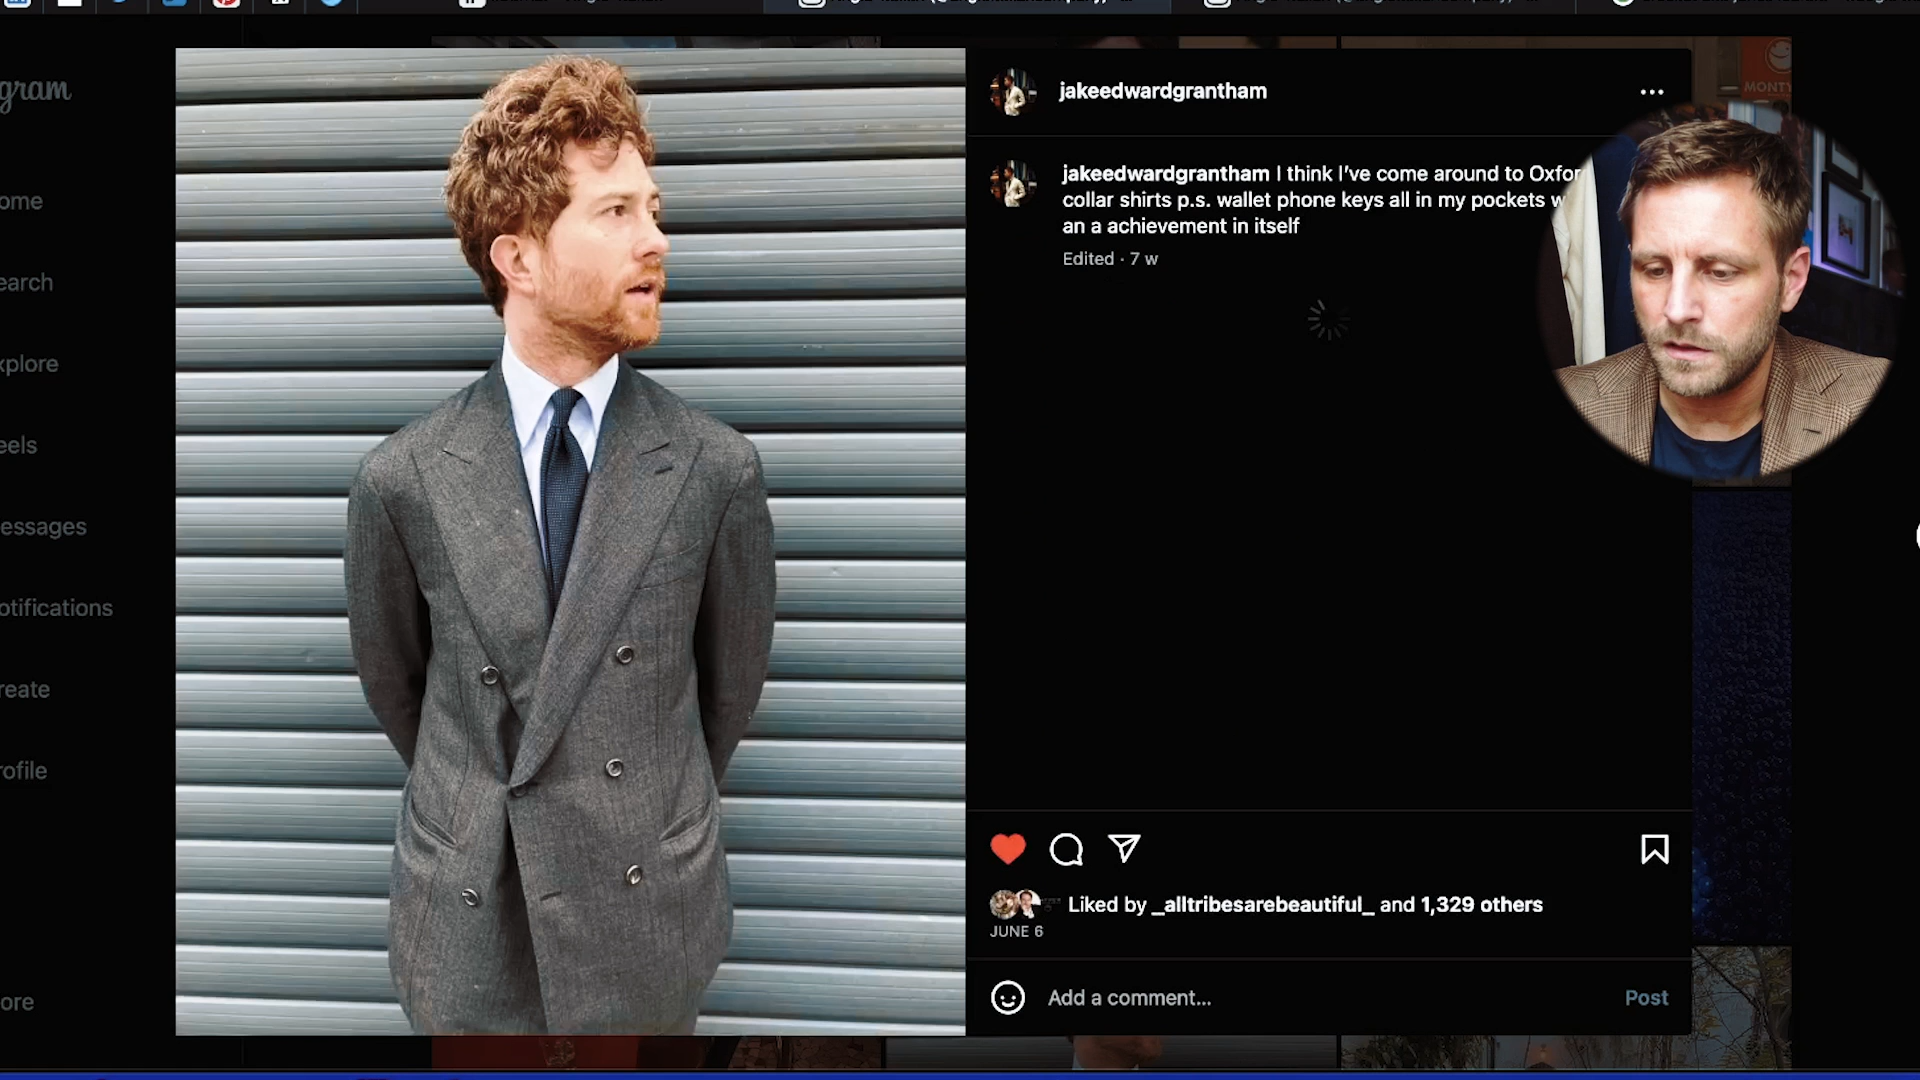 gram
ome
earch
xplore
eels
essages
otifications
reate
rofile
ore
MONTY
jakeedwardgrantham
jakeedwardgrantham I think I've come around to
collar shirts p.s. wallet phone keys all in my pockets
an a achievement in itself
Edited · 7 w
Liked by _alltribesarebeautiful_ and 1,329 others
JUNE 6
Add a comment...
Post